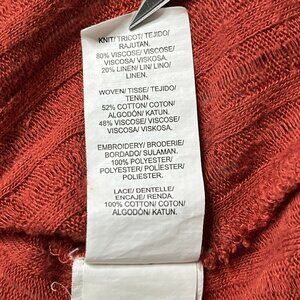 KNIT/ TRICOT/ TEJIDO/
RAJUTAN.
80% VISCOSE/ VISCOSE/
VISCOSA/ VISKOSA.
20% LINEN/ LIN/ LINO/
LINEN.
WOVEN/ TISSE/ TEJIDO/
TENUN.
52% COTTON/ COTON/
ALGODÓN/ KATUN.
48% VISCOSE/ VISCOSE/
VISCOSA/ VISKOSA.
EMBROIDERY/ BRODERIE/
BORDADO/ SULAMAN.
100% POLYESTER/
POLYESTER/ POLIÉSTER/
POLIESTER.
LACE/ DENTELLE/
ENCAJE/ RENDA.
100% COTTON/ COTON/
ALGODÓN/ KATUN.